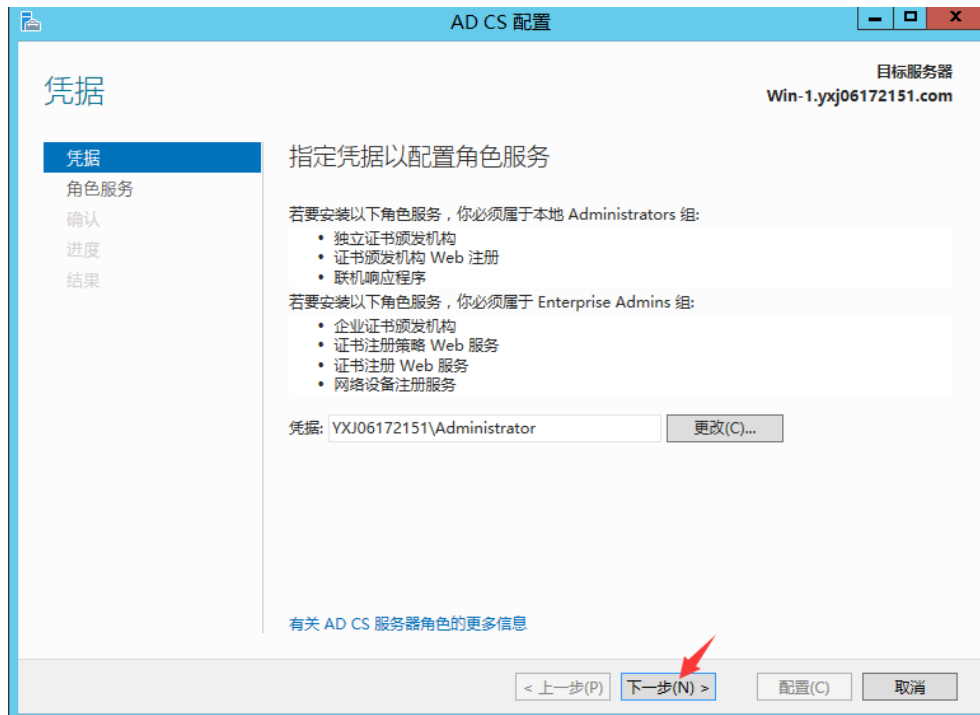 AD CS 配置
凭据
目标服务器
Win-1.yxj06172151.com
凭据
角色服务
确认
进度
结果
指定凭据以配置角色服务
若要安装以下角色服务，你必须属于本地 Administrators 组:
• 独立证书颁发机构
• 证书颁发机构 Web 注册
• 联机响应程序
若要安装以下角色服务，你必须属于 Enterprise Admins 组:
• 企业证书颁发机构
• 证书注册策略 Web 服务
• 证书注册 Web 服务
• 网络设备注册服务
凭据: YXJ06172151\Administrator 更改(C)...
有关 AD CS 服务器角色的更多信息
< 上一步(P) 下一步(N) > 配置(C) 取消